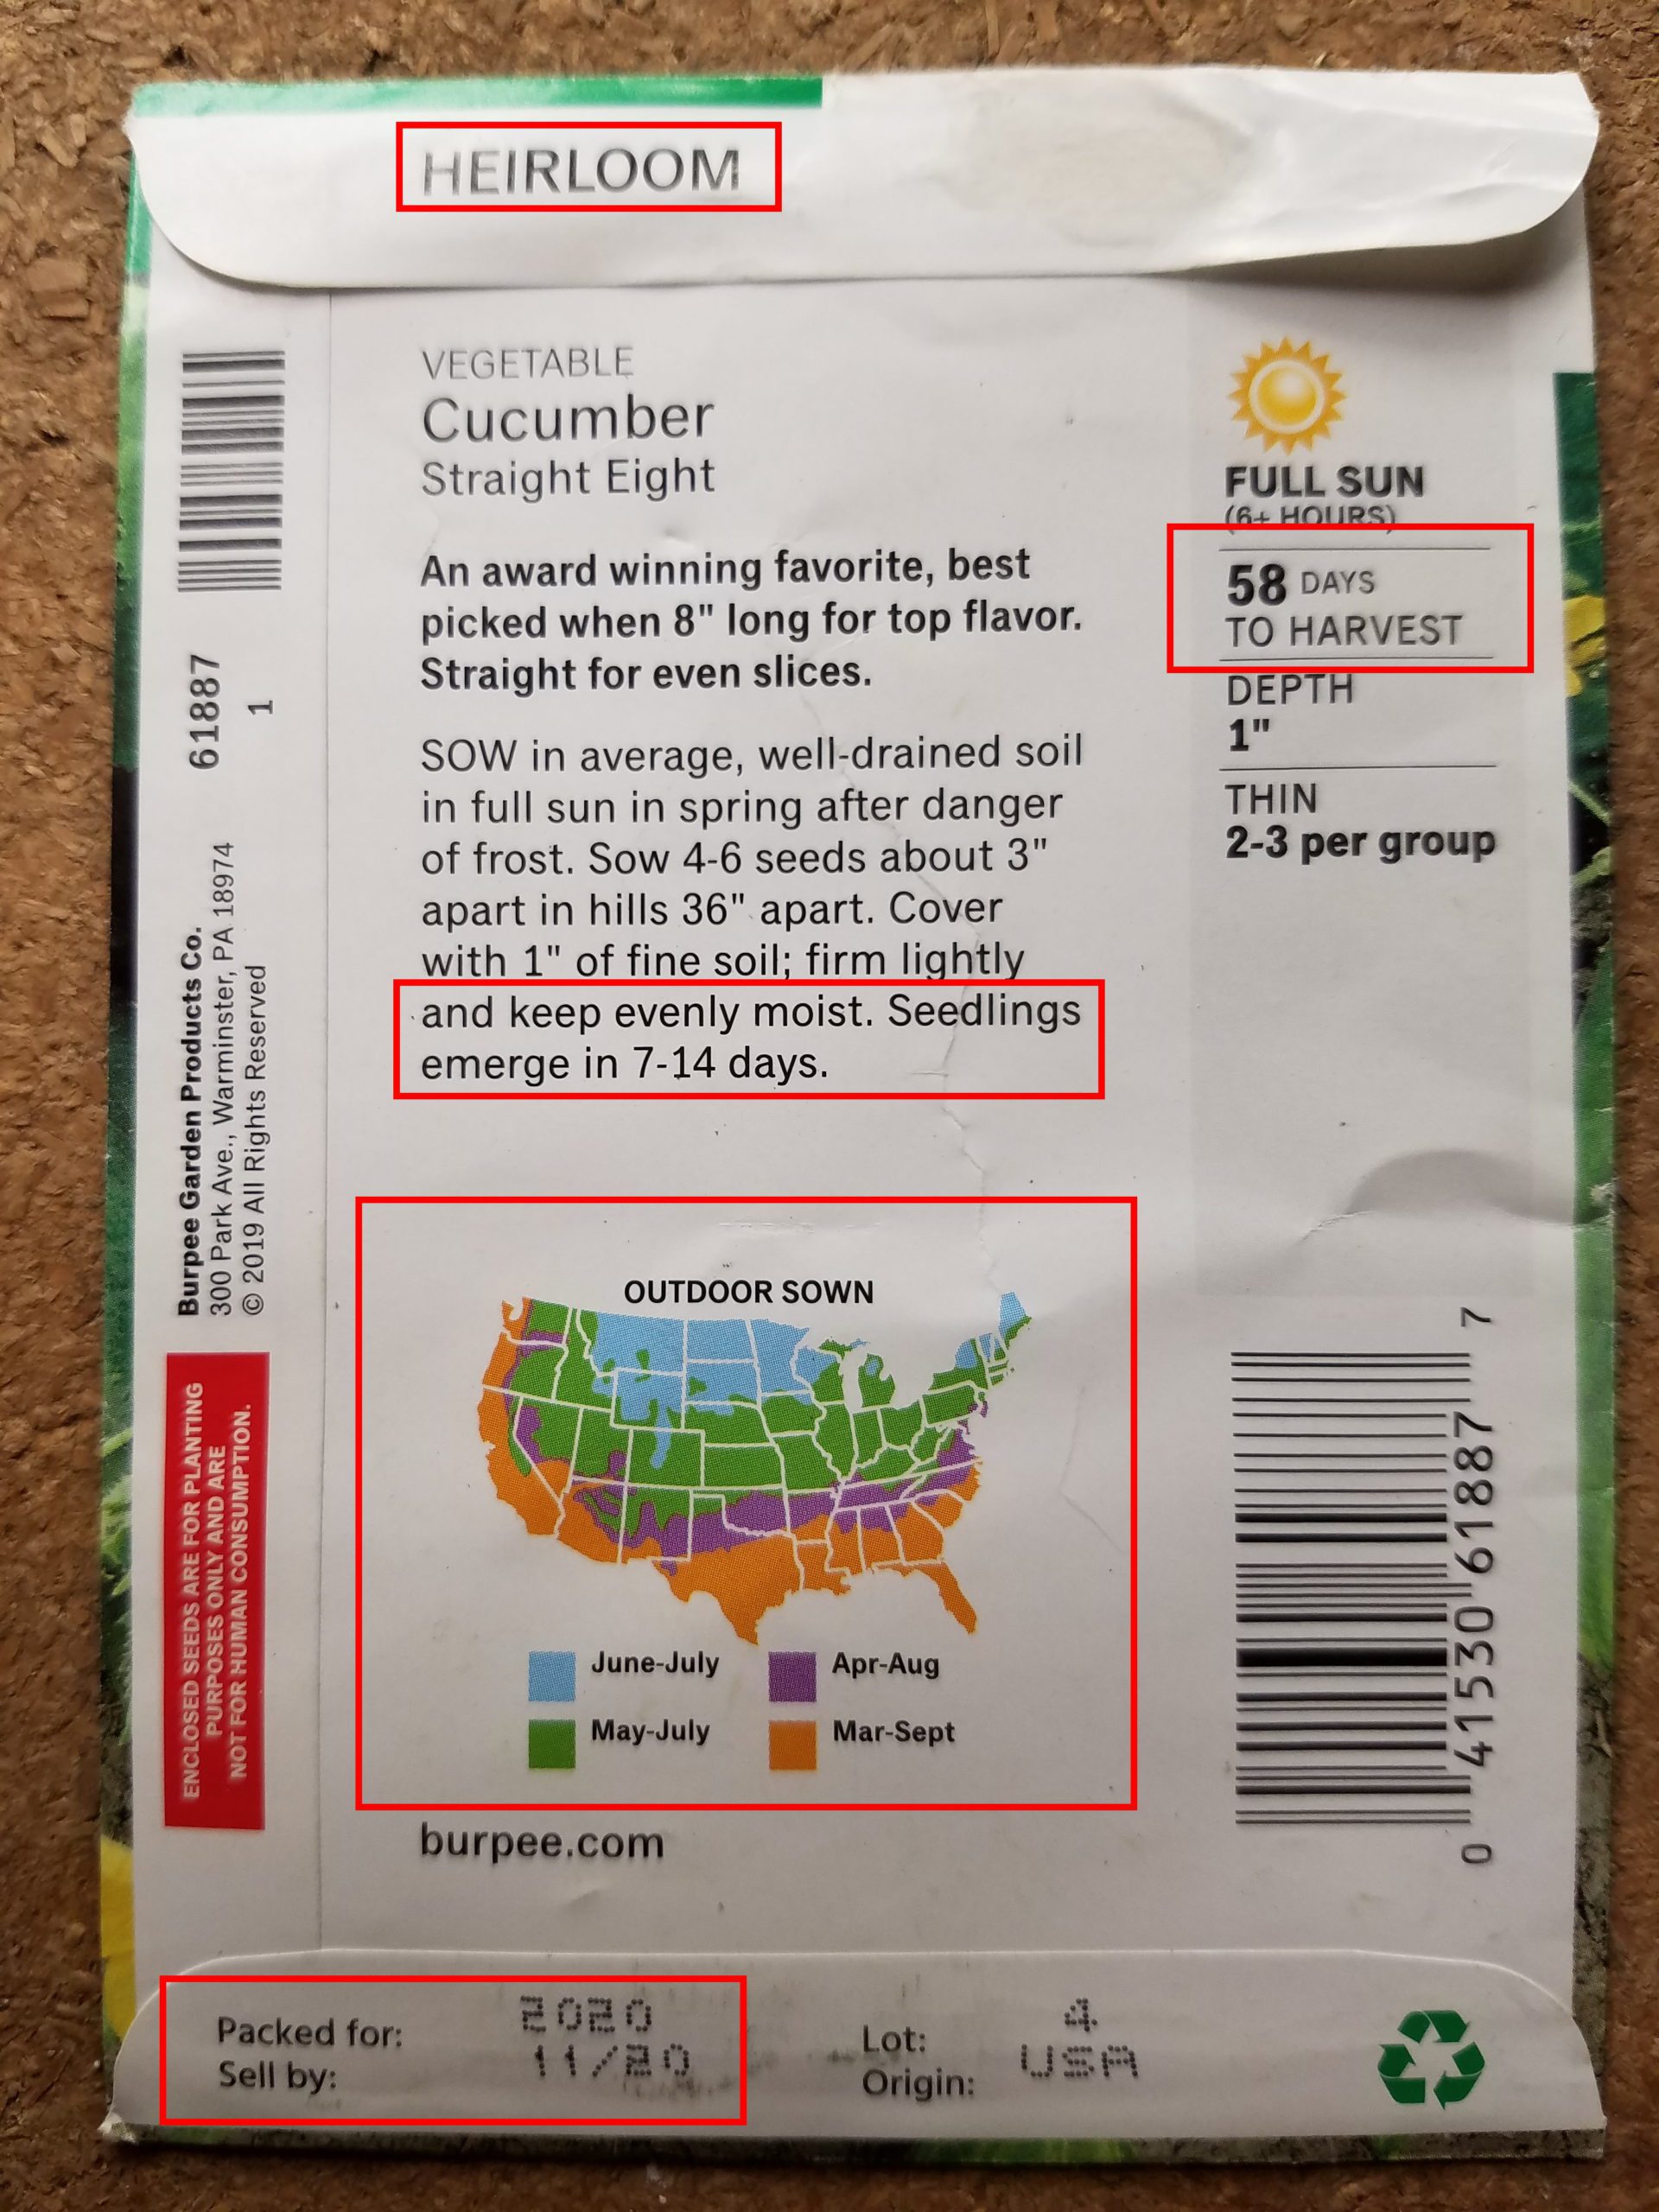 HEIRLOOM
VEGETABLE
Cucumber
Straight Eight
An award winning favorite, best
picked when 8" long for top flavor.
Straight for even slices.
SOW in average, well-drained soil
in full sun in spring after danger
of frost. Sow 4-6 seeds about 3"
apart in hills 36" apart. Cover
with 1" of fine soil; firm lightly
and keep evenly moist. Seedlings
emerge in 7-14 days.
FULL SUN
(6+ HOURS)
58 DAYS
TO HARVEST
DEPTH
1"
THIN
2-3 per group
61887
1
Burpee Garden Products Co.
300 Park Ave., Warminster, PA 18974
© 2019 All Rights Reserved
ENCLOSED SEEDS ARE FOR PLANTING
PURPOSES ONLY AND ARE
NOT FOR HUMAN CONSUMPTION.
OUTDOOR SOWN
June-July
Apr-Aug
May-July
Mar-Sept
burpee.com
0 41530 61887 7
Packed for: 2020
Sell by: 11/20
Lot: 4
Origin: USA